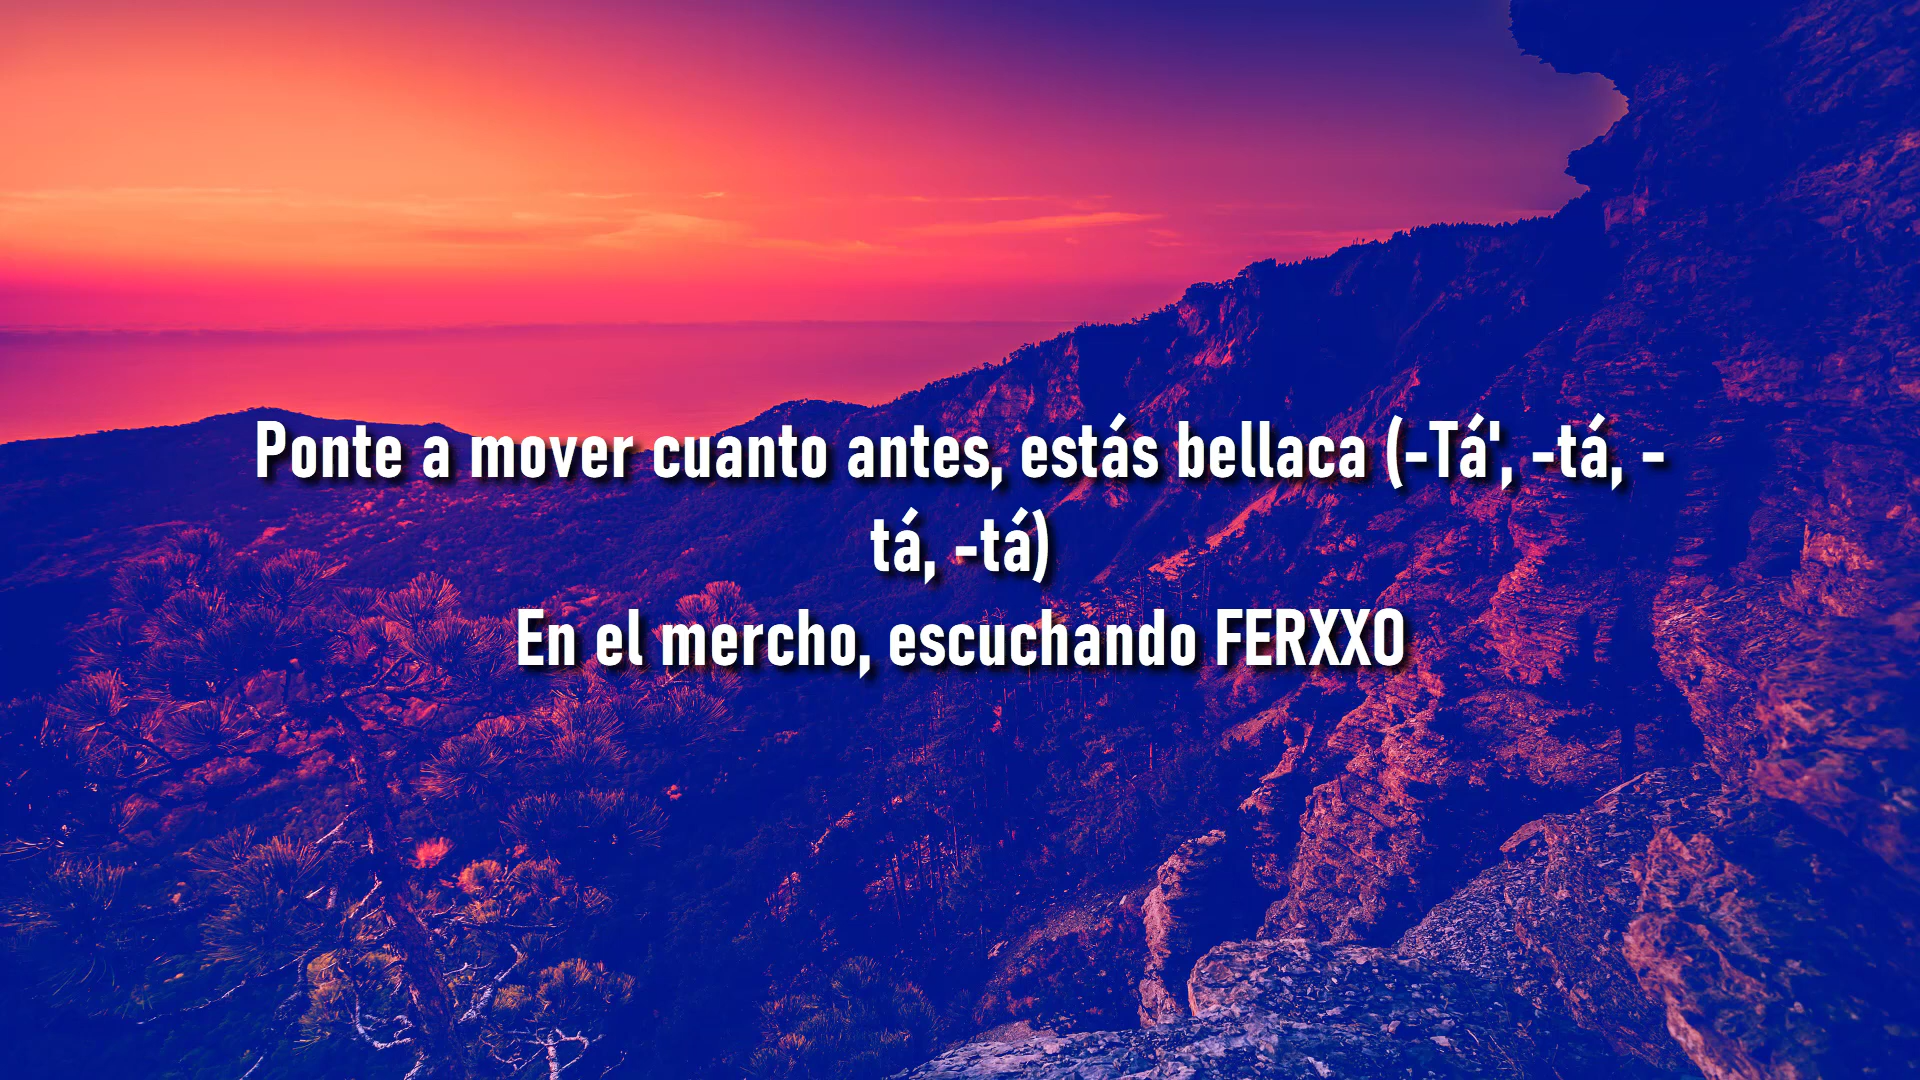 Ponte a mover cuanto antes, estás bellaca (-Tá', -tá, -
tá, -tá)
En el mercho, escuchando FERXXO